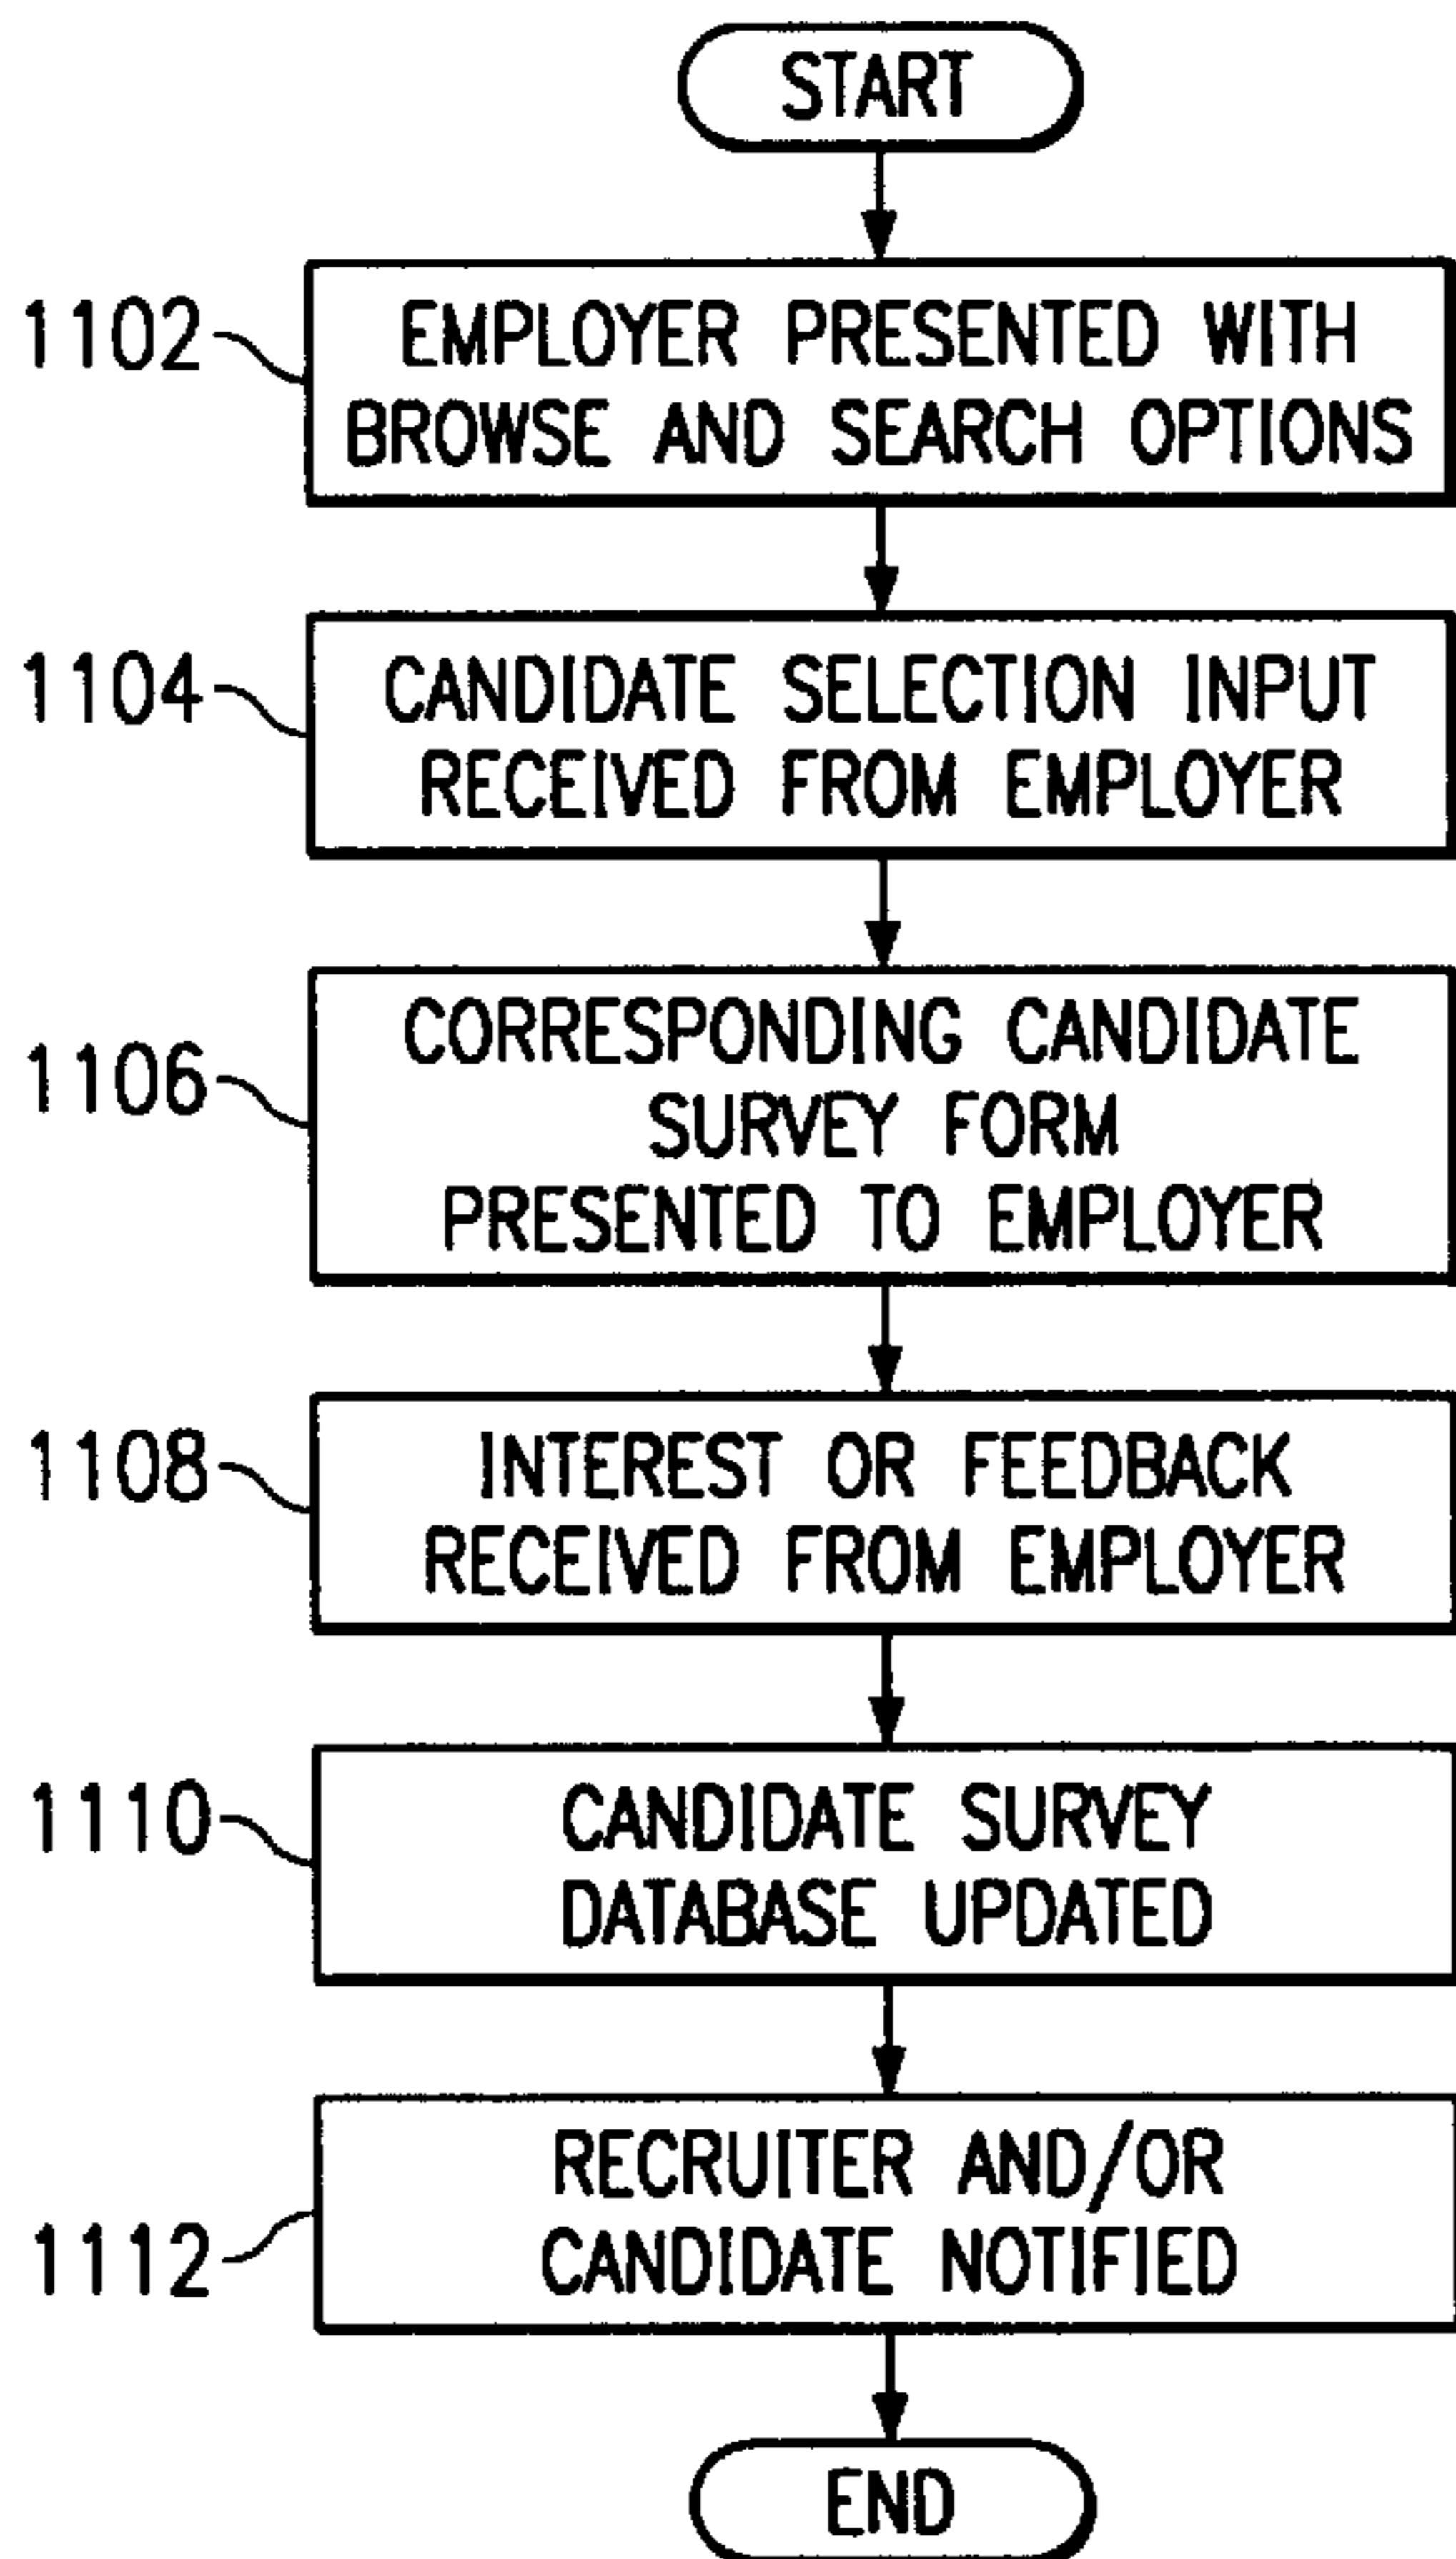 START
1102
EMPLOYER PRESENTED WITH
BROWSE AND SEARCH OPTIONS
1104
CANDIDATE SELECTION INPUT
RECEIVED FROM EMPLOYER
1106
CORRESPONDING CANDIDATE
SURVEY FORM
PRESENTED TO EMPLOYER
1108
INTEREST OR FEEDBACK
RECEIVED FROM EMPLOYER
1110
CANDIDATE SURVEY
DATABASE UPDATED
1112
RECRUITER AND/OR
CANDIDATE NOTIFIED
END